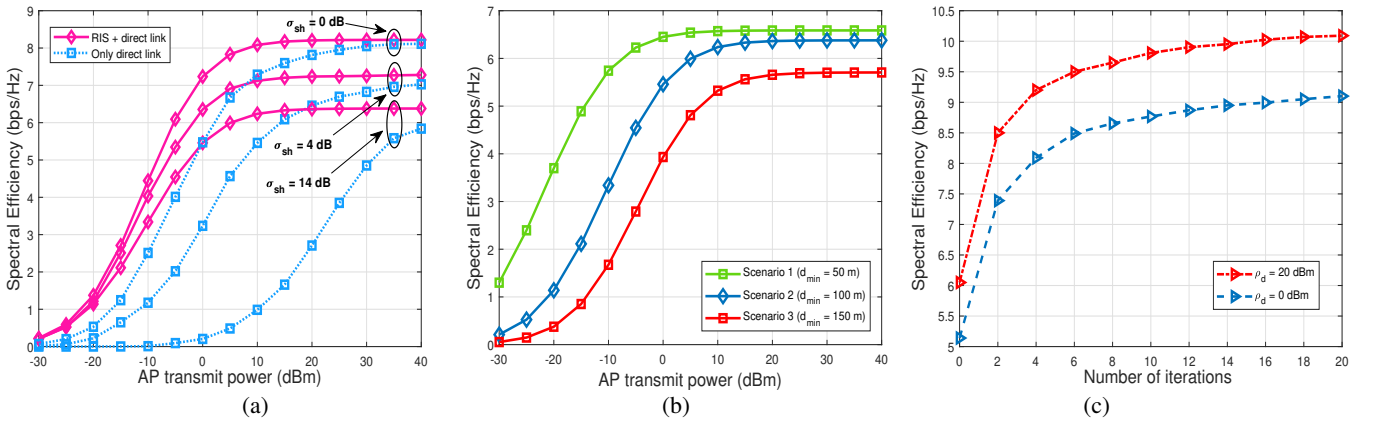 RIS + direct link
Only direct link
σsh = 0 dB
σsh = 4 dB
σsh = 14 dB
Spectral Efficiency (bps/Hz)
9
8
7
6
5
4
3
2
1
0
-30 -20 -10 0 10 20 30 40
AP transmit power (dBm)
(a)
Spectral Efficiency (bps/Hz)
7
6
5
4
3
2
1
0
Scenario 1 (dmin = 50 m)
Scenario 2 (dmin = 100 m)
Scenario 3 (dmin = 150 m)
-30 -20 -10 0 10 20 30 40
AP transmit power (dBm)
(b)
Spectral Efficiency (bps/Hz)
10.5
10
9.5
9
8.5
8
7.5
7
6.5
6
5.5
5
ρd = 20 dBm
ρd = 0 dBm
0 2 4 6 8 10 12 14 16 18 20
Number of iterations
(c)